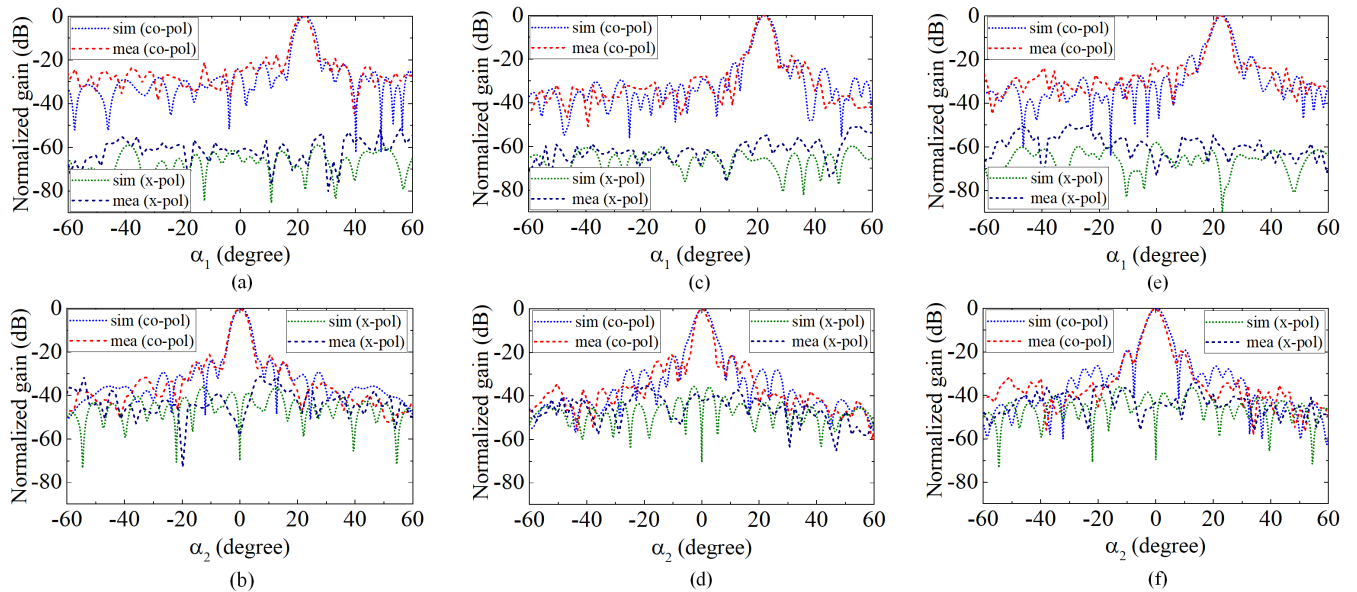 Normalized gain (dB)
0
-20
-40
-60
-80
sim (co-pol)
mea (co-pol)
sim (x-pol)
mea (x-pol)
-60 -40 -20 0 20 40 60
α1 (degree)
(a)
Normalized gain (dB)
0
-20
-40
-60
-80
sim (co-pol)
mea (co-pol)
sim (x-pol)
mea (x-pol)
-60 -40 -20 0 20 40 60
α1 (degree)
(c)
Normalized gain (dB)
0
-20
-40
-60
-80
sim (co-pol)
mea (co-pol)
sim (x-pol)
mea (x-pol)
-60 -40 -20 0 20 40 60
α1 (degree)
(e)
Normalized gain (dB)
0
-20
-40
-60
-80
sim (co-pol)
mea (co-pol)
sim (x-pol)
mea (x-pol)
-60 -40 -20 0 20 40 60
α2 (degree)
(b)
Normalized gain (dB)
0
-20
-40
-60
-80
sim (co-pol)
mea (co-pol)
sim (x-pol)
mea (x-pol)
-60 -40 -20 0 20 40 60
α2 (degree)
(d)
Normalized gain (dB)
0
-20
-40
-60
-80
sim (co-pol)
mea (co-pol)
sim (x-pol)
mea (x-pol)
-60 -40 -20 0 20 40 60
α2 (degree)
(f)